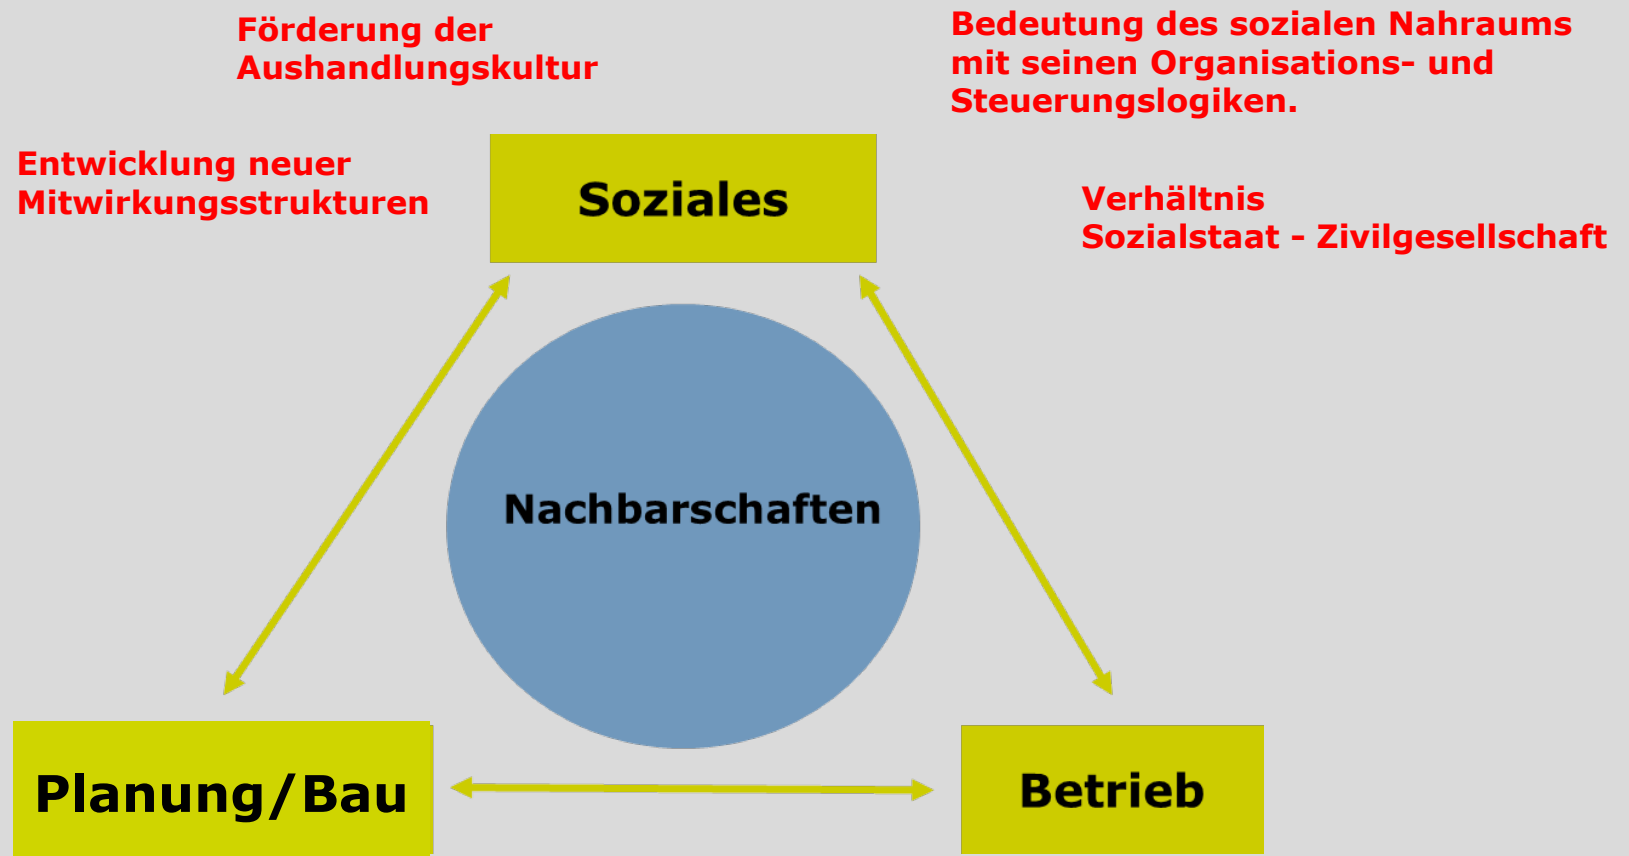 Förderung der
Aushandlungskultur
Bedeutung des sozialen Nahraums
mit seinen Organisations- und
Steuerungslogiken.
Entwicklung neuer
Mitwirkungsstrukturen
Soziales
Verhältnis
Sozialstaat – Zivilgesellschaft
Nachbarschaften
Planung/Bau
Betrieb